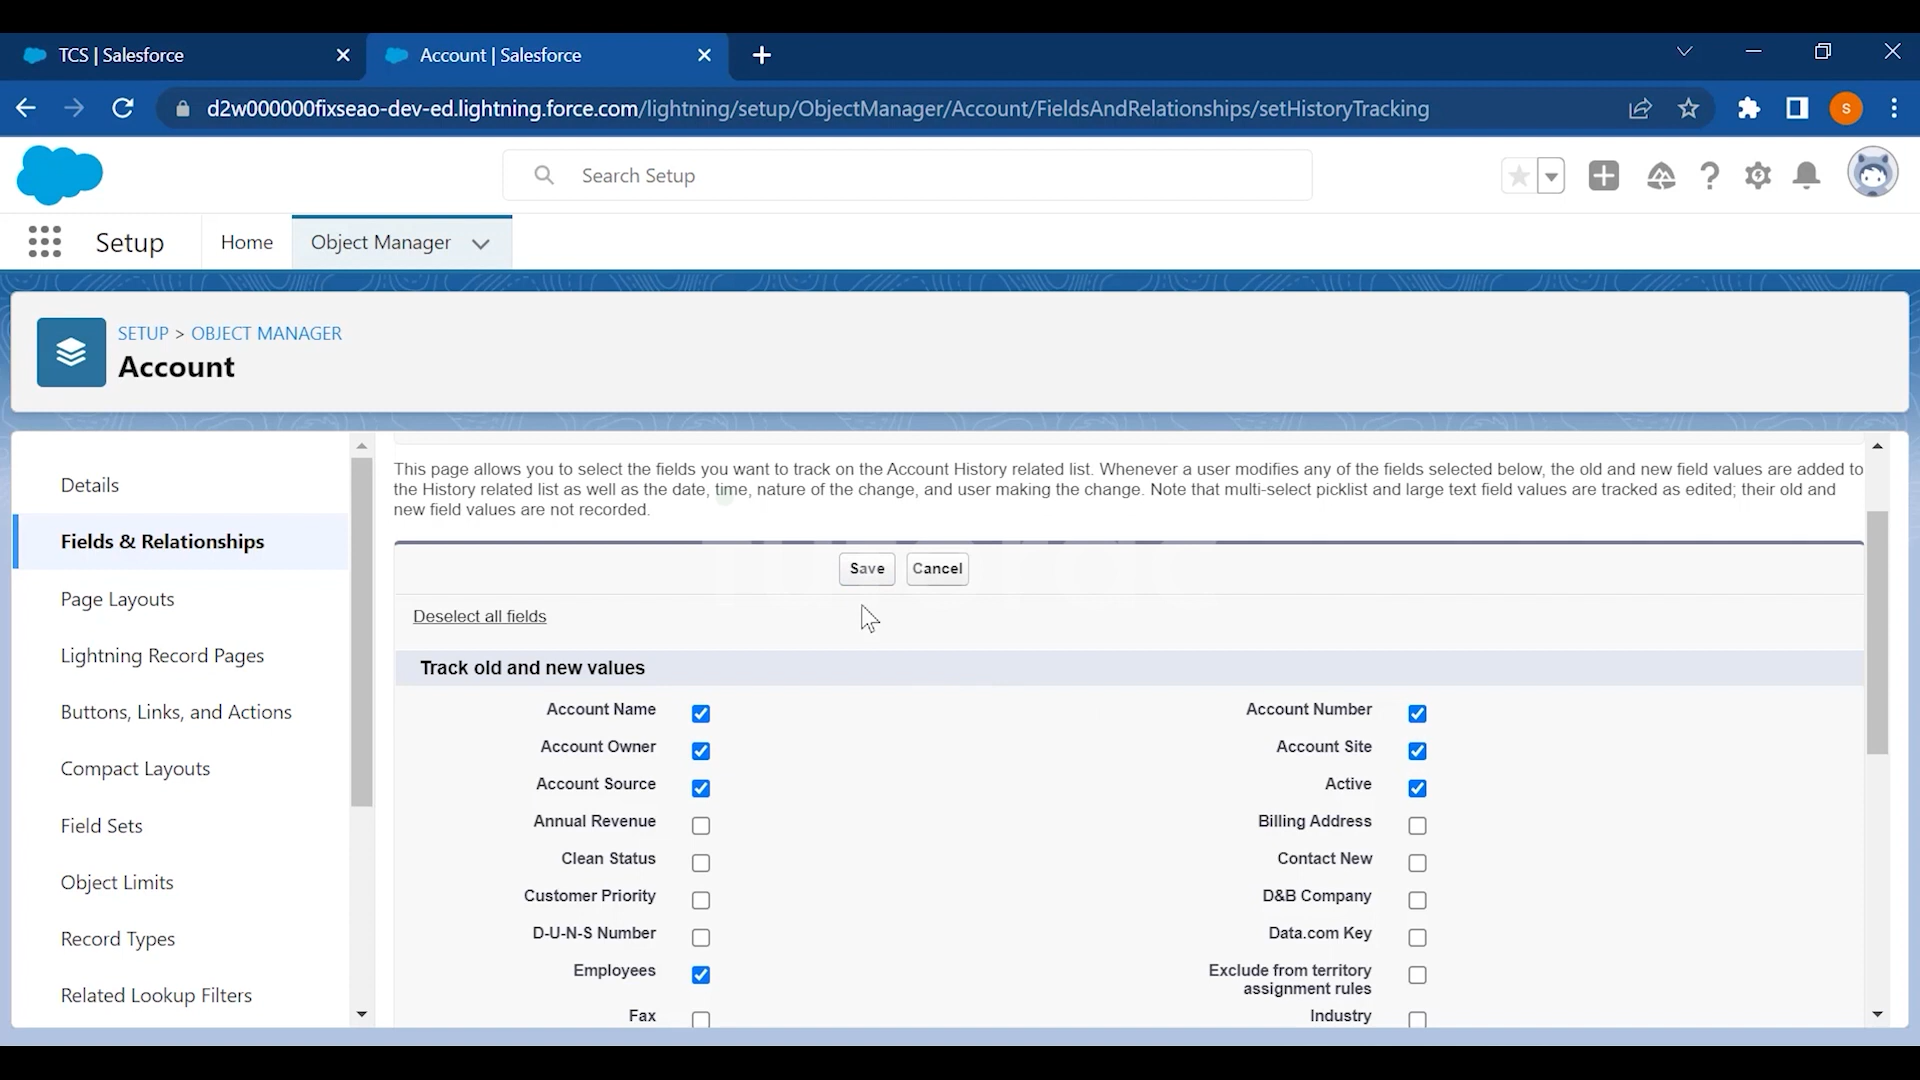 TCS | Salesforce
Account | Salesforce
d2w000000fixseao-dev-ed.lightning.force.com/lightning/setup/ObjectManager/Account/FieldsAndRelationships/setHistoryTracking
S
Search Setup
Setup
Home
Object Manager
SETUP > OBJECT MANAGER
Account
Details
Fields & Relationships
Page Layouts
Lightning Record Pages
Buttons, Links, and Actions
Compact Layouts
Field Sets
Object Limits
Record Types
Related Lookup Filters
This page allows you to select the fields you want to track on the Account History related list. Whenever a user modifies any of the fields selected below, the old and new field values are added to
the History related list as well as the date, time, nature of the change, and user making the change. Note that multi-select picklist and large text field values are tracked as edited; their old and
new field values are not recorded.
Save Cancel
Deselect all fields
Track old and new values
Account Name Account Number
Account Owner Account Site
Account Source Active
Annual Revenue Billing Address
Clean Status Contact New
Customer Priority D&B Company
D-U-N-S Number Data.com Key
Employees Exclude from territory
assignment rules
Fax Industry